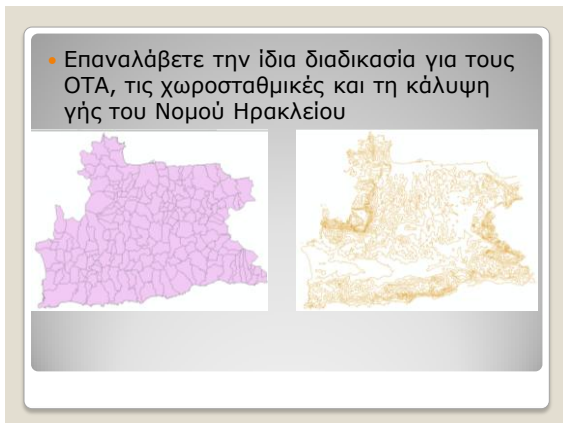 Επαναλάβετε την ίδια διαδικασία για τους
ΟΤΑ, τις χωροσταθμικές και τη κάλυψη
γής του Νομού Ηρακλείου